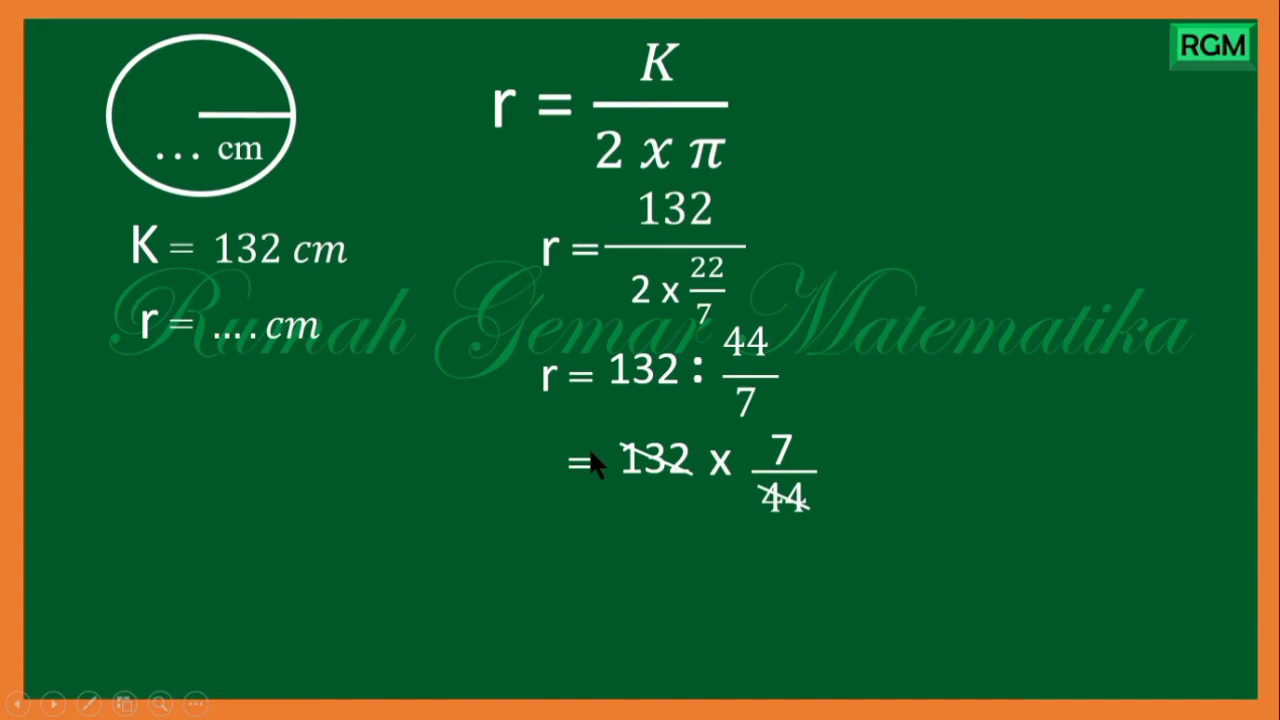 RGM
... cm
K = 132 cm
r = .... cm
r = K / 2 x π
r = 132 / 2 x 22/7
r = 132 : 44/7
= 132 x 7/44
Rumah Gemar Matematika